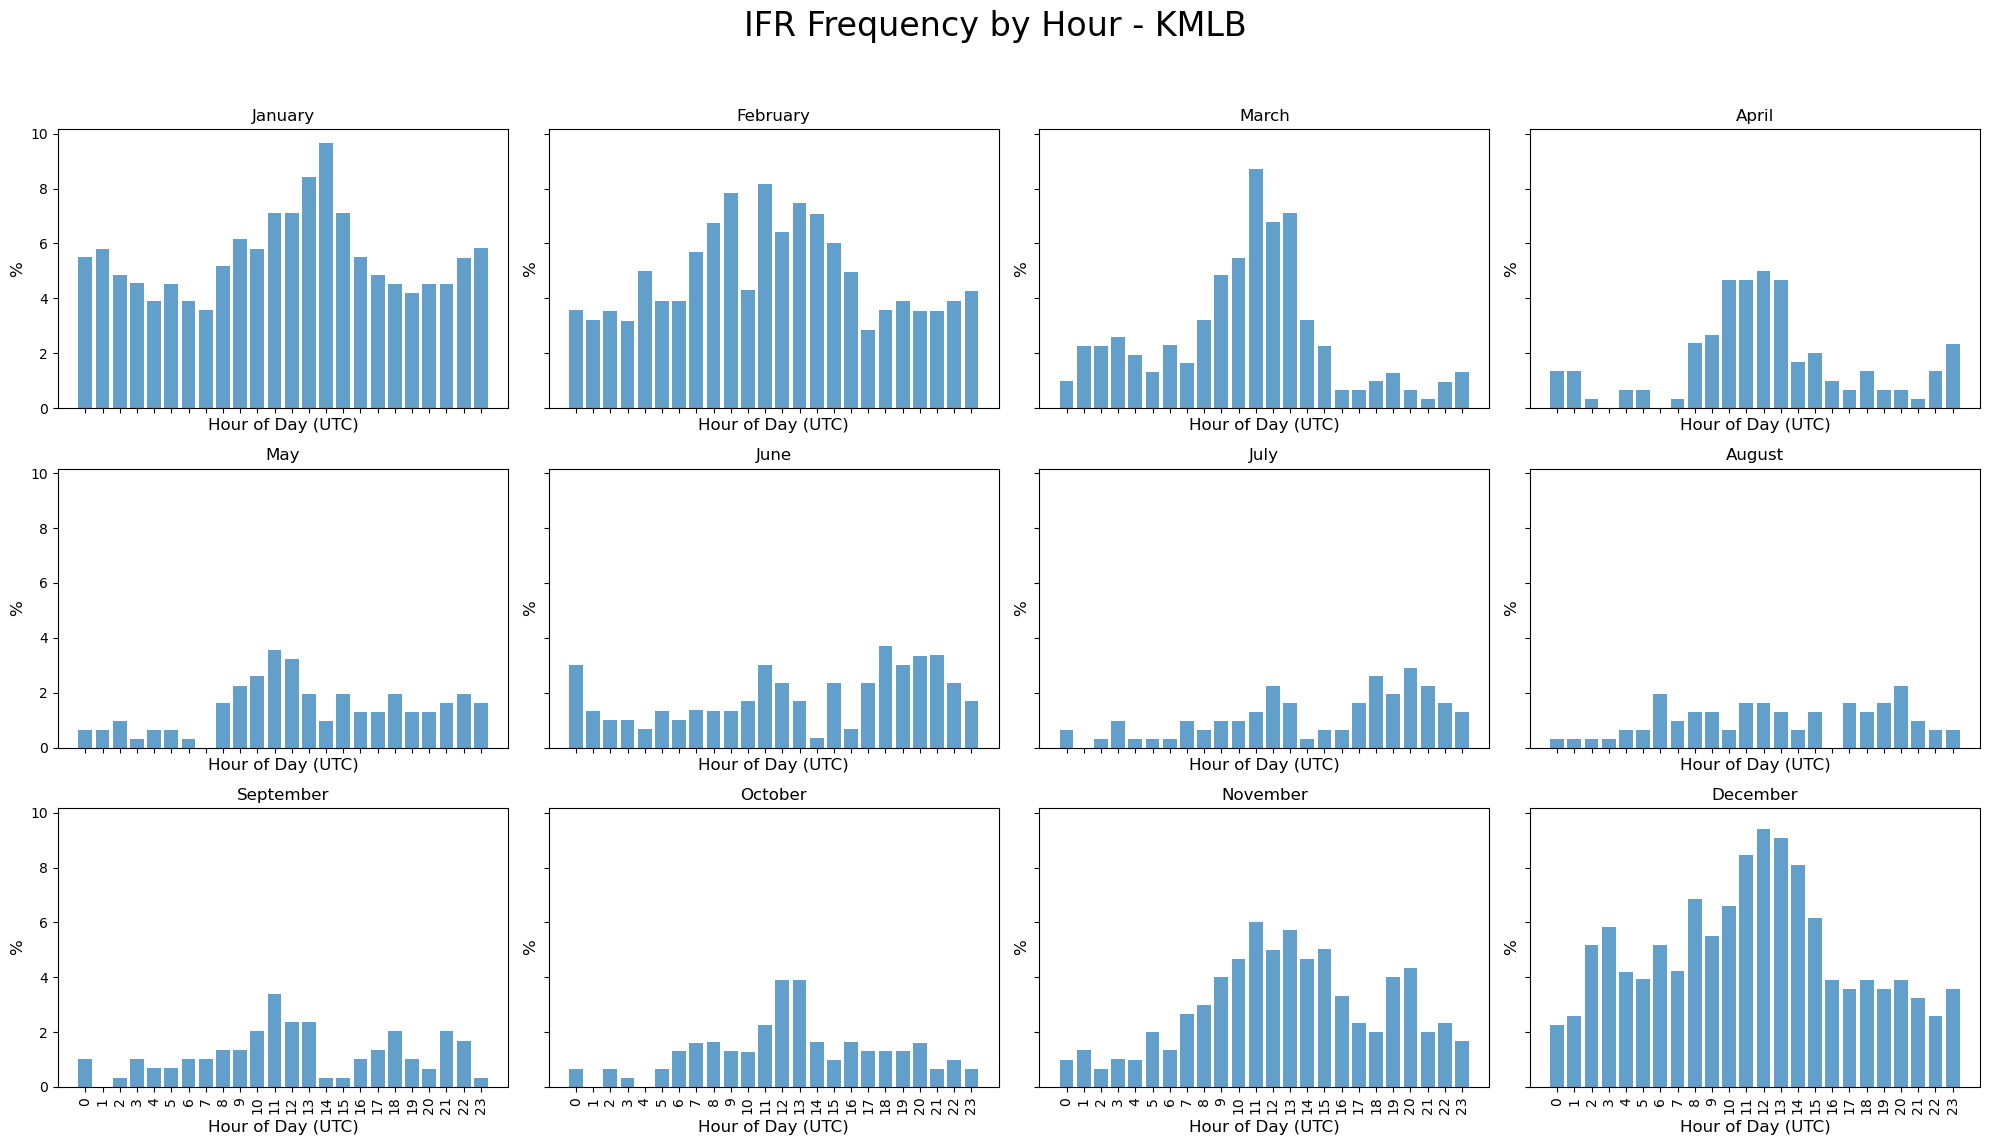 IFR Frequency by Hour - KMLB
January February March April
10
8
6
4
2
0
% % % %
Hour of Day (UTC) Hour of Day (UTC) Hour of Day (UTC) Hour of Day (UTC)
May June July August
10
8
6
4
2
0
% % % %
Hour of Day (UTC) Hour of Day (UTC) Hour of Day (UTC) Hour of Day (UTC)
September October November December
10
8
6
4
2
0
% % % %
0 1 2 3 4 5 6 7 8 9 10 11 12 13 14 15 16 17 18 19 20 21 22 23
0 1 2 3 4 5 6 7 8 9 10 11 12 13 14 15 16 17 18 19 20 21 22 23
0 1 2 3 4 5 6 7 8 9 10 11 12 13 14 15 16 17 18 19 20 21 22 23
0 1 2 3 4 5 6 7 8 9 10 11 12 13 14 15 16 17 18 19 20 21 22 23
Hour of Day (UTC) Hour of Day (UTC) Hour of Day (UTC) Hour of Day (UTC)